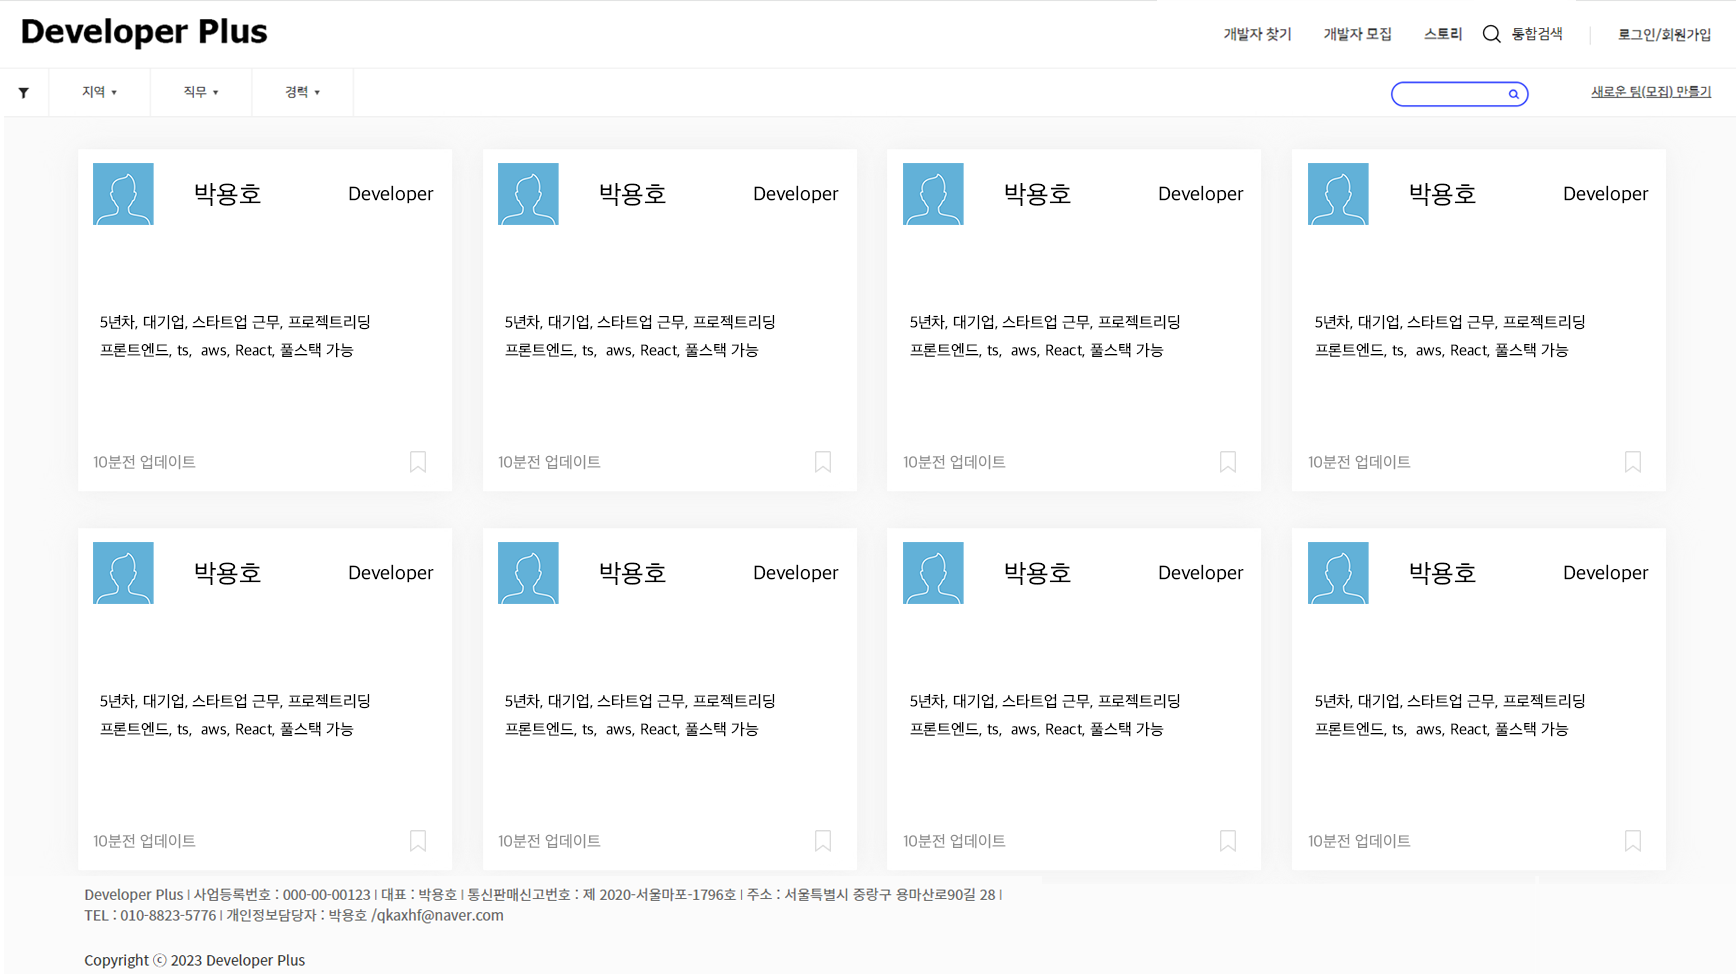 Developer Plus
개발자 찾기 개발자 모집 스토리 통합검색 로그인/회원가입
지역 ▾ 직무 ▾ 경력 ▾ 새로운 팀(모집) 만들기
박용호 Developer 박용호 Developer 박용호 Developer 박용호 Developer
5년차, 대기업, 스타트업 근무, 프로젝트리딩 5년차, 대기업, 스타트업 근무, 프로젝트리딩 5년차, 대기업, 스타트업 근무, 프로젝트리딩 5년차, 대기업, 스타트업 근무, 프로젝트리딩
프론트엔드, ts, aws, React, 풀스택 가능 프론트엔드, ts, aws, React, 풀스택 가능 프론트엔드, ts, aws, React, 풀스택 가능 프론트엔드, ts, aws, React, 풀스택 가능
10분전 업데이트 10분전 업데이트 10분전 업데이트 10분전 업데이트
박용호 Developer 박용호 Developer 박용호 Developer 박용호 Developer
5년차, 대기업, 스타트업 근무, 프로젝트리딩 5년차, 대기업, 스타트업 근무, 프로젝트리딩 5년차, 대기업, 스타트업 근무, 프로젝트리딩 5년차, 대기업, 스타트업 근무, 프로젝트리딩
프론트엔드, ts, aws, React, 풀스택 가능 프론트엔드, ts, aws, React, 풀스택 가능 프론트엔드, ts, aws, React, 풀스택 가능 프론트엔드, ts, aws, React, 풀스택 가능
10분전 업데이트 10분전 업데이트 10분전 업데이트 10분전 업데이트
Developer Plus | 사업등록번호 : 000-00-00123 | 대표 : 박용호 | 통신판매신고번호 : 제 2020-서울마포-1796호 | 주소 : 서울특별시 중랑구 용마산로90길 28 |
TEL : 010-8823-5776 | 개인정보담당자 : 박용호 /qkaxhf@naver.com
Copyright ⓒ 2023 Developer Plus